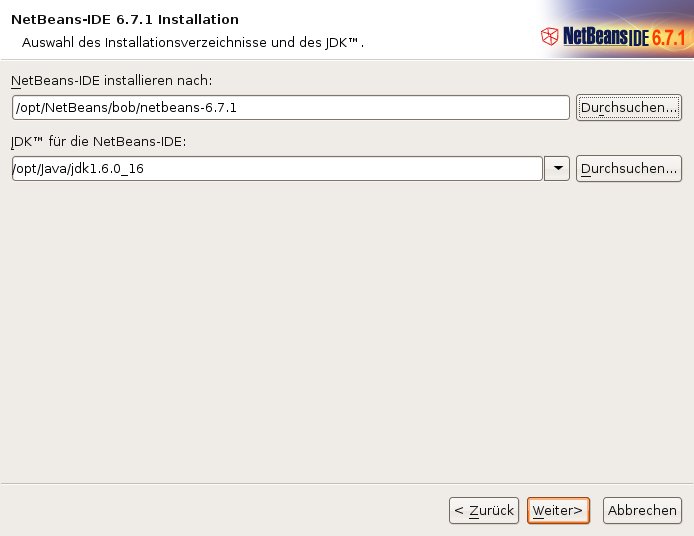 NetBeans-IDE 6.7.1 Installation
Auswahl des Installationsverzeichnisse und des JDK™.
NetBeans IDE 6.7.1
NetBeans-IDE installieren nach:
/opt/NetBeans/bob/netbeans-6.7.1
Durchsuchen...
JDK™ für die NetBeans-IDE:
/opt/Java/jdk1.6.0_16
Durchsuchen...
< Zurück
Weiter>
Abbrechen